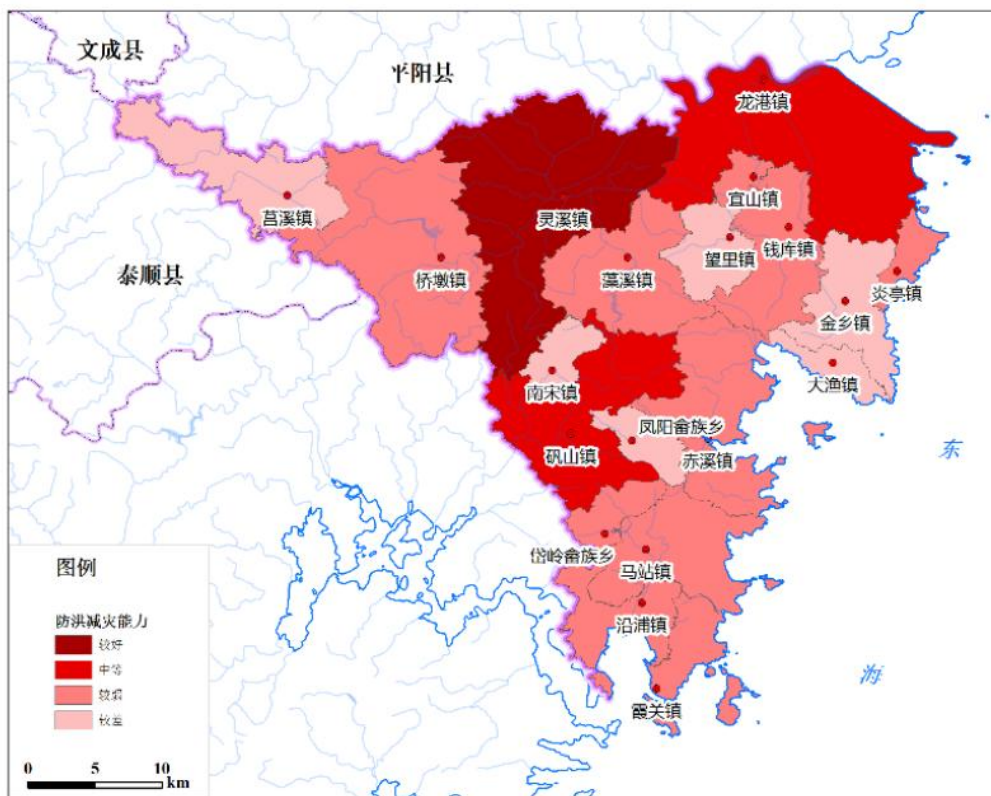 文成县
平阳县
龙港镇
宜山镇
莒溪镇
灵溪镇
望里镇
钱库镇
泰顺县
桥墩镇
藻溪镇
炎亭镇
金乡镇
大渔镇
南宋镇
凤阳畲族乡
矾山镇
赤溪镇
东
岱岭畲族乡
马站镇
沿浦镇
海
霞关镇
图例
防洪减灾能力
较好
中等
较弱
较差
0 5 10
km